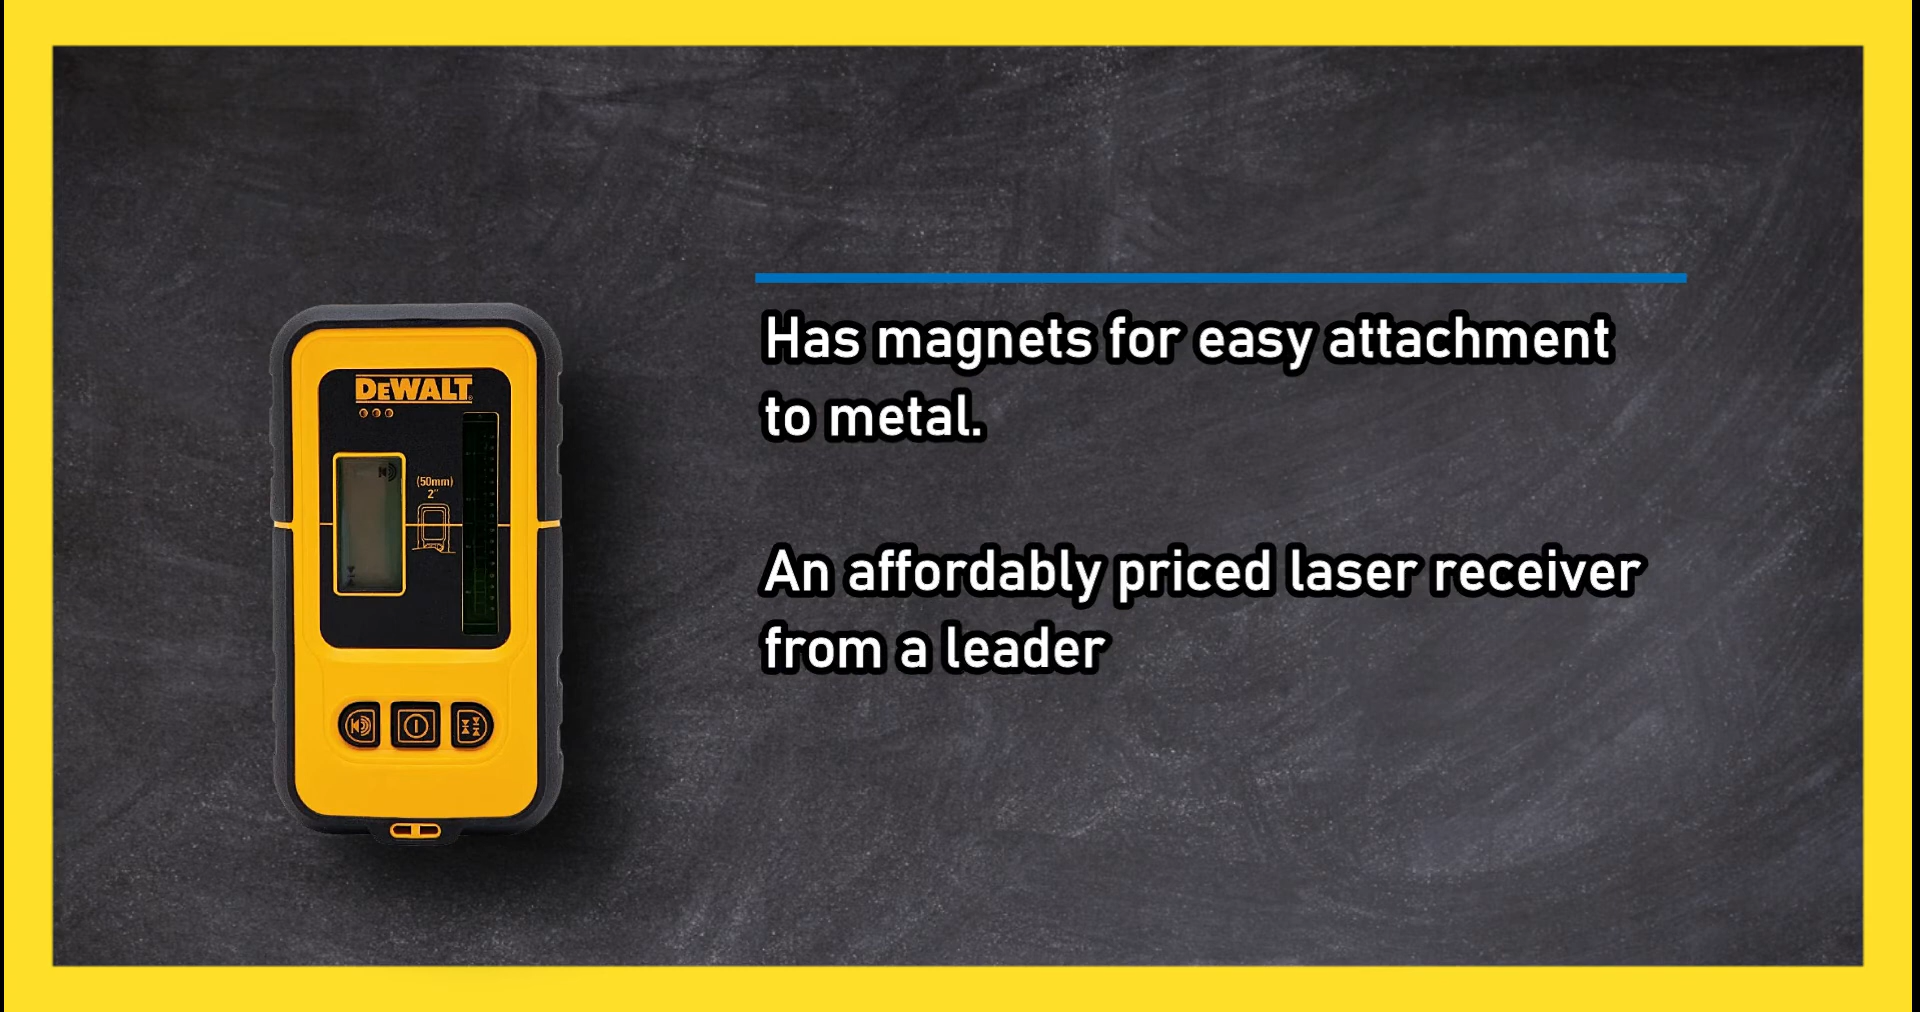 DEWALT
(50mm)
2"
Has magnets for easy attachment
to metal.
An affordably priced laser receiver
from a leader